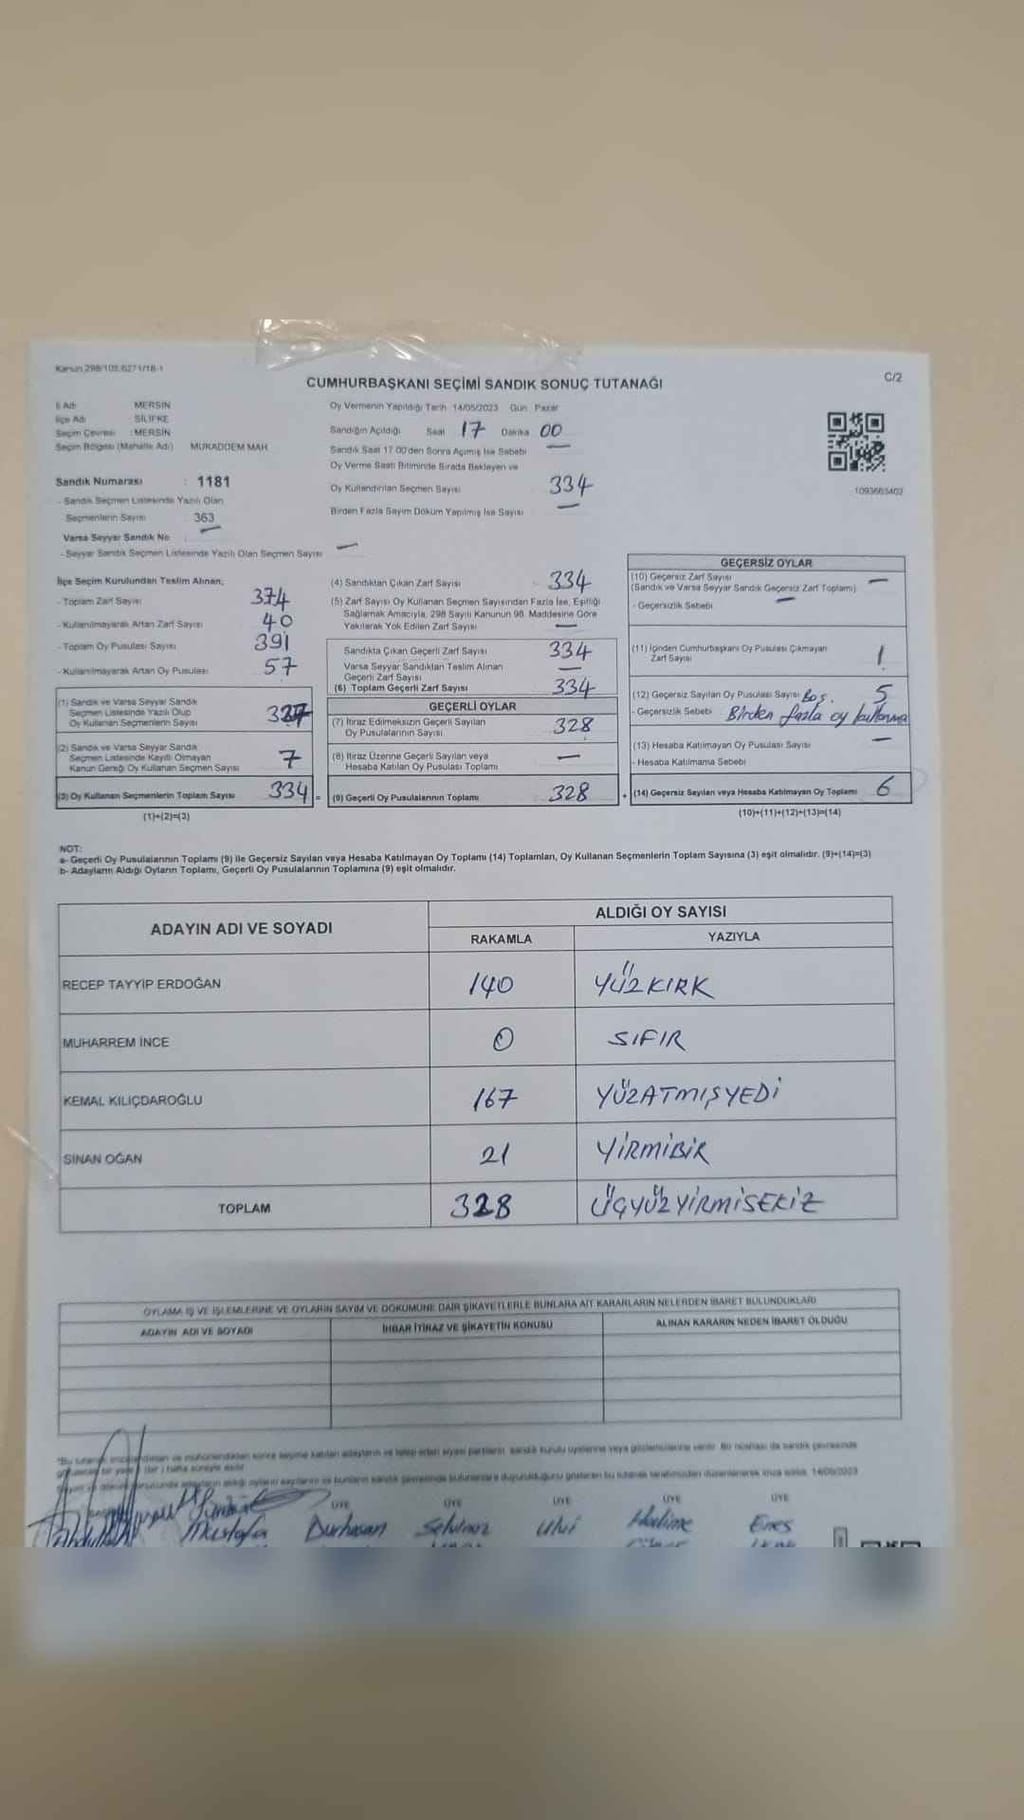 Kanun 298/105.6271/18-1
CUMHURBAŞKANI SEÇİMİ SANDIK SONUÇ TUTANAĞI
C/2
İl Adı MERSİN
İlçe Adı SİLİFKE
Seçim Çevresi : MERSİN
Seçim Bölgesi (Mahalle Adı) MUKADDEM MAH
Sandık Numarası : 1181
- Sandık Seçmen Listesinde Yazılı Olan
Seçmenlerin Sayısı 363
Varsa Seyyar Sandık No —
- Seyyar Sandık Seçmen Listesinde Yazılı Olan Seçmen Sayısı —
Oy Vermenin Yapıldığı Tarih 14/05/2023 Gün Pazar
Sandığın Açıldığı Saat 17 Dakika 00
Sandık Saat 17.00'den Sonra Açılmış İse Sebebi —
Oy Verme Saati Bitiminde Sırada Bekleyen ve
Oy Kullandırılan Seçmen Sayısı 334
Birden Fazla Sayım Döküm Yapılmış İse Sayısı —
1093663402
İlçe Seçim Kurulundan Teslim Alınan;
- Toplam Zarf Sayısı 374
- Kullanılmayarak Artan Zarf Sayısı 40
- Toplam Oy Pusulası Sayısı 391
- Kullanılmayarak Artan Oy Pusulası 57
(1) Sandık ve Varsa Seyyar Sandık
Seçmen Listesinde Yazılı Olup
Oy Kullanan Seçmenlerin Sayısı 327
(2) Sandık ve Varsa Seyyar Sandık
Seçmen Listesinde Kayıtlı Olmayan
Kanun Gereği Oy Kullanan Seçmen Sayısı 7
(3) Oy Kullanan Seçmenlerin Toplam Sayısı 334 =
(1)+(2)=(3)
(4) Sandıktan Çıkan Zarf Sayısı 334
(5) Zarf Sayısı Oy Kullanan Seçmen Sayısından Fazla İse, Eşitliği
Sağlamak Amacıyla, 298 Sayılı Kanunun 98. Maddesine Göre
Yakılarak Yok Edilen Zarf Sayısı —
Sandıkta Çıkan Geçerli Zarf Sayısı 334
Varsa Seyyar Sandıktan Teslim Alınan
Geçerli Zarf Sayısı —
(6) Toplam Geçerli Zarf Sayısı 334
GEÇERLİ OYLAR
(7) İtiraz Edilmeksizin Geçerli Sayılan
Oy Pusulalarının Sayısı 328
(8) İtiraz Üzerine Geçerli Sayılan veya
Hesaba Katılan Oy Pusulası Toplamı —
(9) Geçerli Oy Pusulalarının Toplamı 328 +
GEÇERSİZ OYLAR
(10) Geçersiz Zarf Sayısı —
(Sandık ve Varsa Seyyar Sandık Geçersiz Zarf Toplamı)
- Geçersizlik Sebebi —
(11) İçinden Cumhurbaşkanı Oy Pusulası Çıkmayan
Zarf Sayısı 1
(12) Geçersiz Sayılan Oy Pusulası Sayısı Boş. 5
- Geçersizlik Sebebi Birden fazla oy kullanma
(13) Hesaba Katılmayan Oy Pusulası Sayısı —
- Hesaba Katılmama Sebebi
(14) Geçersiz Sayılan veya Hesaba Katılmayan Oy Toplamı 6
(10)+(11)+(12)+(13)=(14)
NOT:
a- Geçerli Oy Pusulalarının Toplamı (9) ile Geçersiz Sayılan veya Hesaba Katılmayan Oy Toplamı (14) Toplamları, Oy Kullanan Seçmenlerin Toplam Sayısına (3) eşit olmalıdır. (9)+(14)=(3)
b- Adayların Aldığı Oyların Toplamı, Geçerli Oy Pusulalarının Toplamına (9) eşit olmalıdır.
ADAYIN ADI VE SOYADI ALDIĞI OY SAYISI
RAKAMLA YAZIYLA
RECEP TAYYİP ERDOĞAN 140 YÜZKIRK
MUHARREM İNCE 0 SIFIR
KEMAL KILIÇDAROĞLU 167 YÜZATMIŞYEDİ
SİNAN OĞAN 21 YİRMİBİR
TOPLAM 328 ÜÇYÜZYİRMİSEKİZ
OYLAMA İŞ VE İŞLEMLERİNE VE OYLARIN SAYIM VE DÖKÜMÜNE DAİR ŞİKAYETLERLE BUNLARA AİT KARARLARIN NELERDEN İBARET BULUNDUKLARI
ADAYIN ADI VE SOYADI İHBAR İTİRAZ VE ŞİKAYETİN KONUSU ALINAN KARARIN NEDEN İBARET OLDUĞU
14/05/2023
ÜYE ÜYE ÜYE ÜYE ÜYE
Abdullah Mustafa Durhasan Ulvi Halime Enes